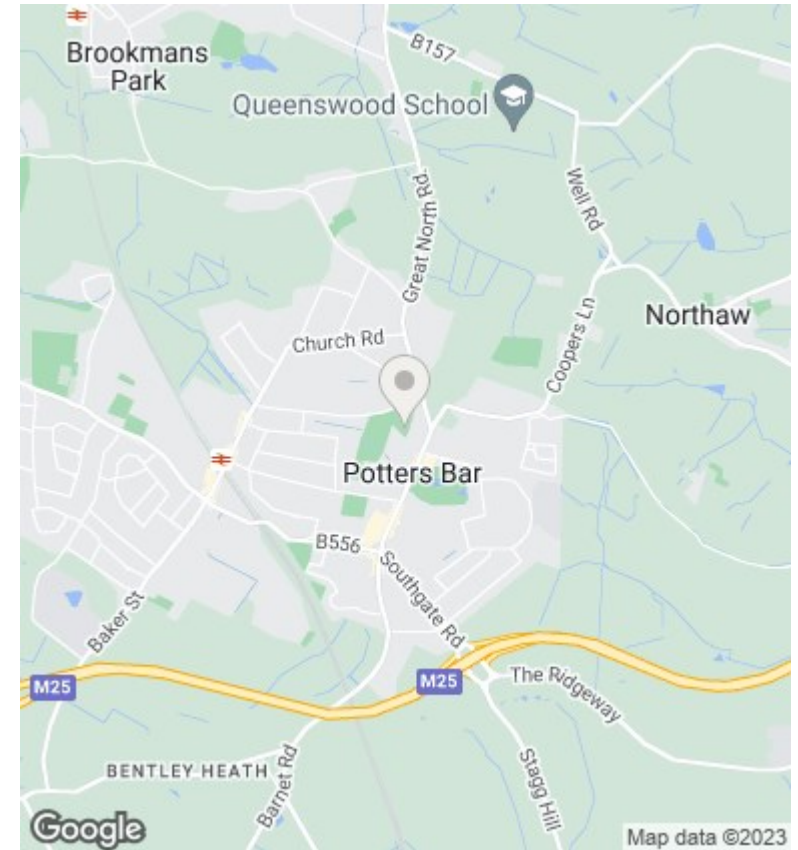 Brookmans
Park
B157
Queenswood School
Great North Rd
Well Rd
Northaw
Church Rd
Coopers Ln
Potters Bar
B556
Southgate Rd
Baker St
M25
M25
The Ridgeway
BENTLEY HEATH
Barnet Rd
Stagg Hill
Google
Map data ©2023